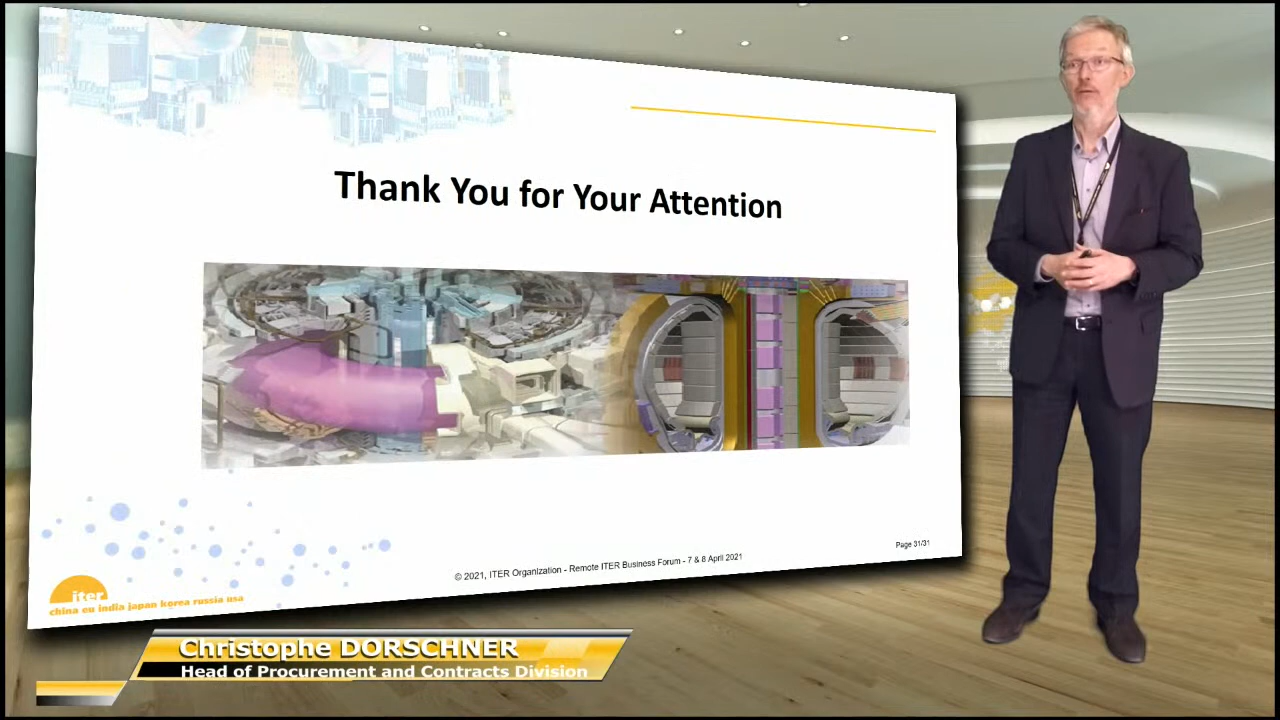 Thank You for Your Attention
Page 31/31
© 2021, ITER Organization - Remote ITER Business Forum - 7 & 8 April 2021
iter
china eu india japan korea russia usa
Christophe DORSCHNER
Head of Procurement and Contracts Division